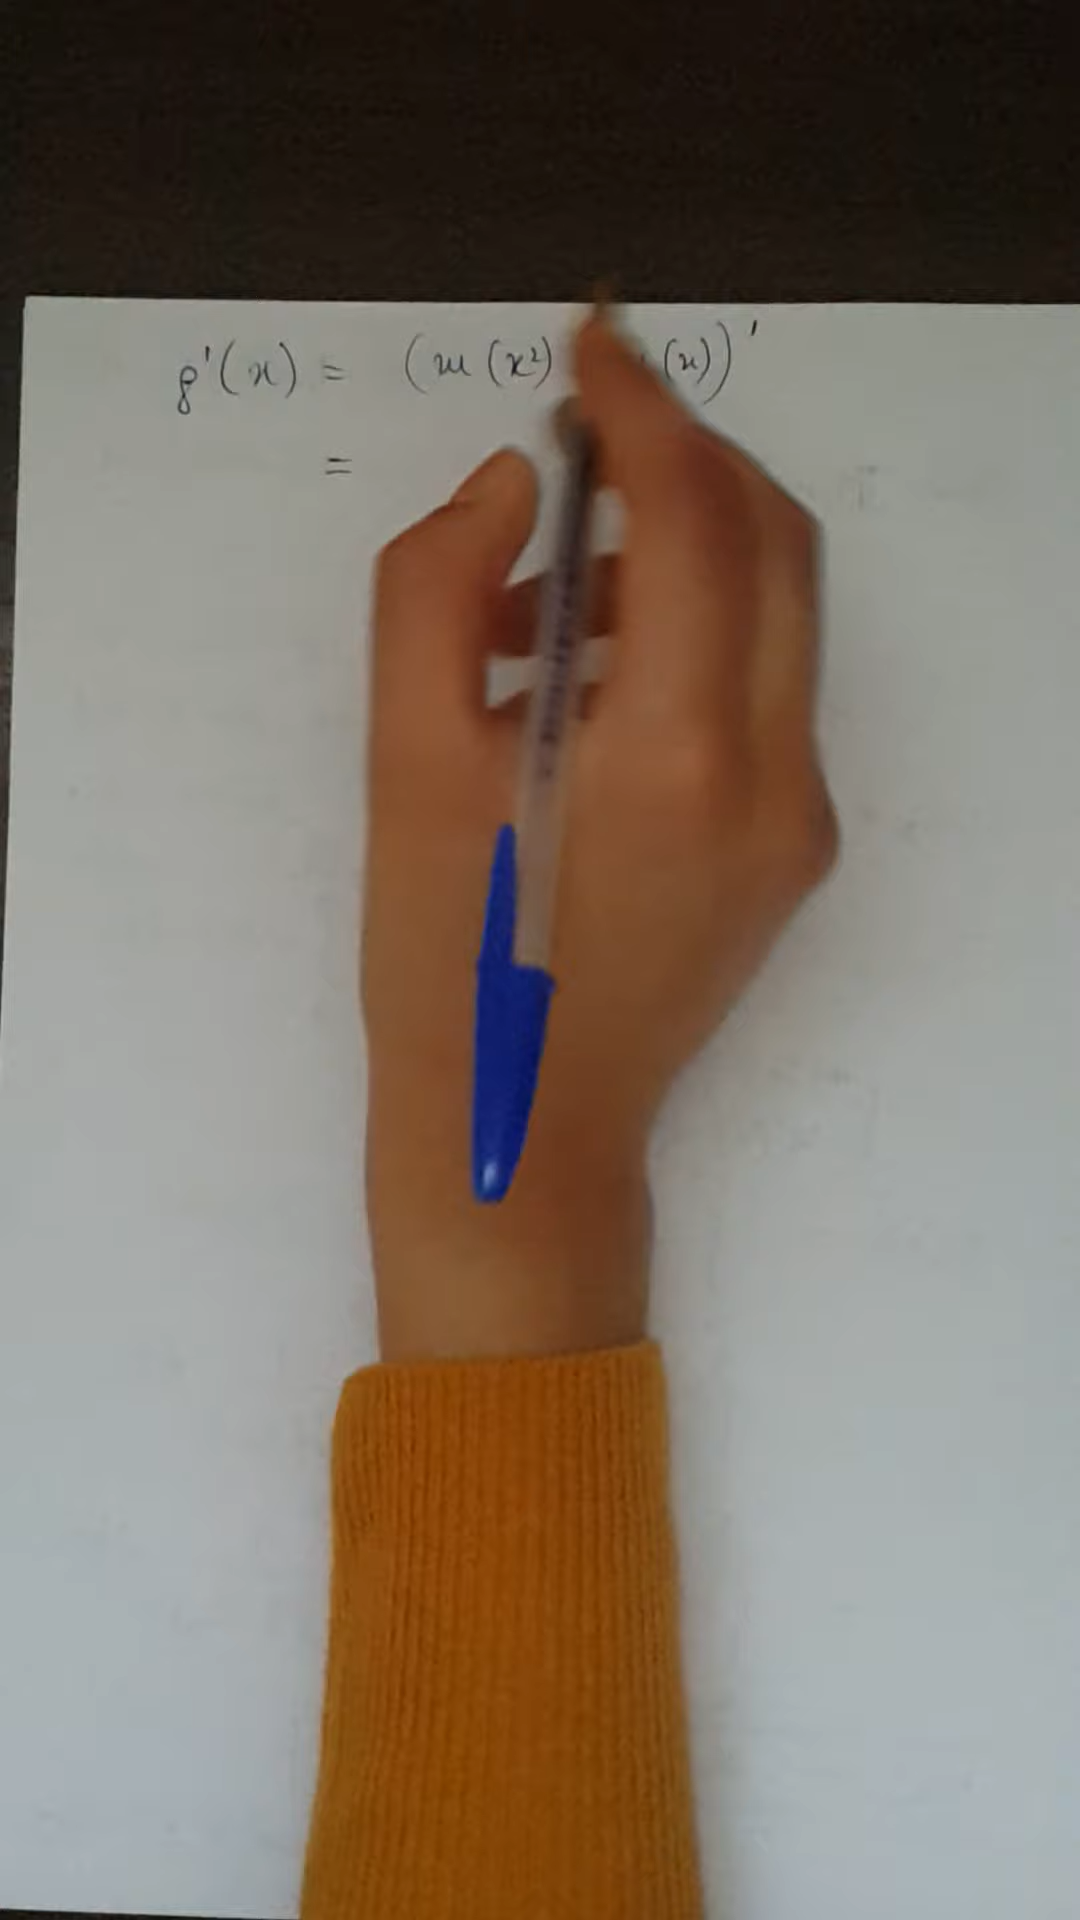 g'(x) = (m(x²) (x))'
=